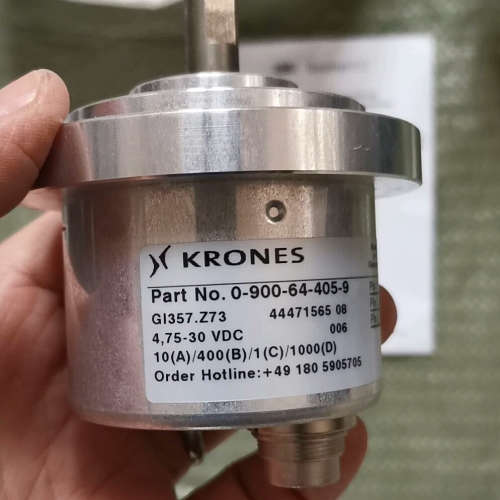 KRONES
Part No. 0-900-64-405-9
GI357.Z73 44471565 08
4,75-30 VDC 006
10(A)/400(B)/1(C)/1000(D)
Order Hotline:+49 180 5905705